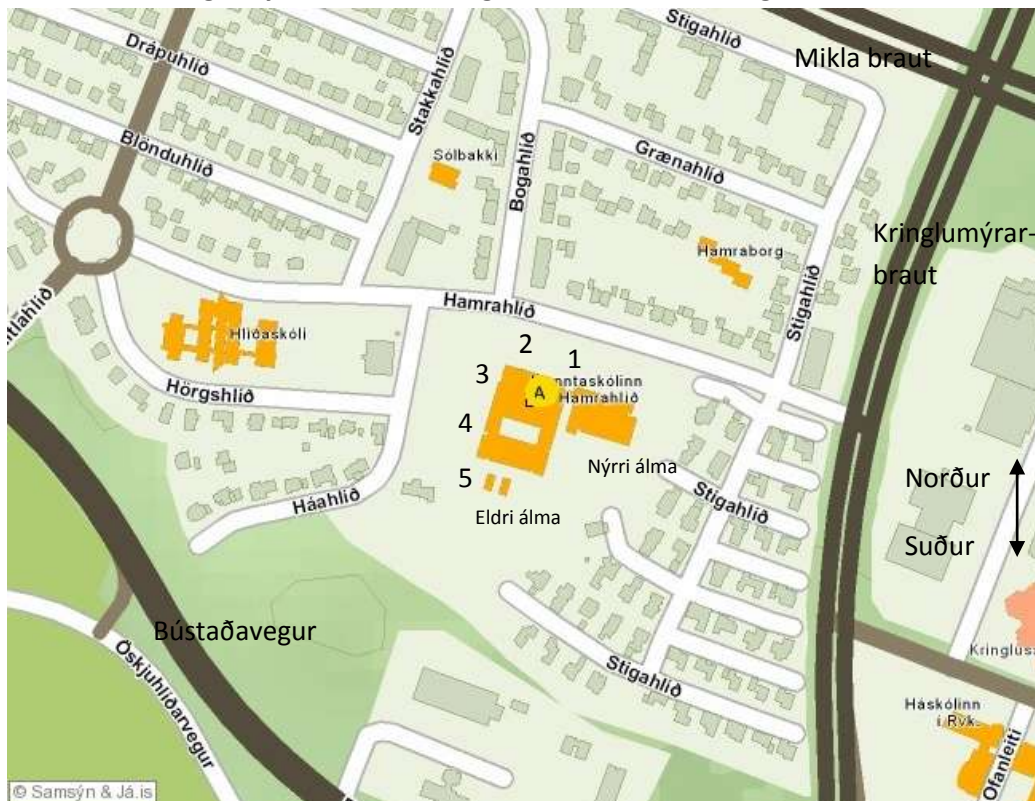 Stigahlíð
Mikla braut
Drápuhlíð
Stakkahlíð
Blönduhlíð
Sólbakki
Bogahlíð
Grænahlíð
Hamraborg
Kringlumýrar-
braut
Stigahlíð
Hamrahlíð
Hlíðaskóli
2
1
3
A
Hamrahlíð
4
Hörgshlíð
Nýrri álma
5
Eldri álma
Háahlíð
Stigahlíð
Norður
Suður
Bústaðavegur
Öskjuhlíðarvegur
Stigahlíð
Háskólinn
í Rvk.
Ofanleiti
© Samsýn & Já.is